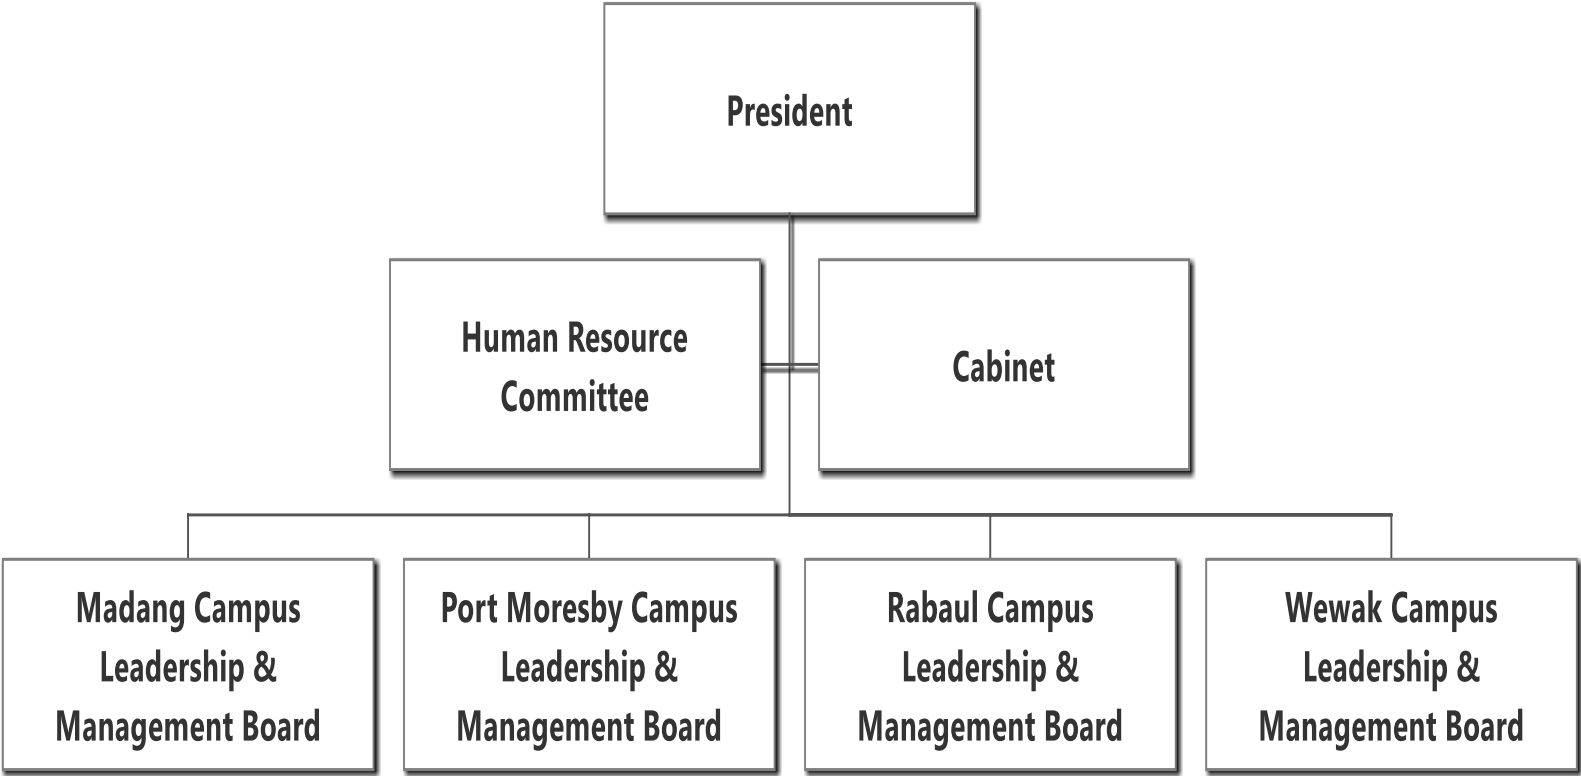 President
Human Resource
Committee
Cabinet
Madang Campus
Leadership &
Management Board
Port Moresby Campus
Leadership &
Management Board
Rabaul Campus
Leadership &
Management Board
Wewak Campus
Leadership &
Management Board